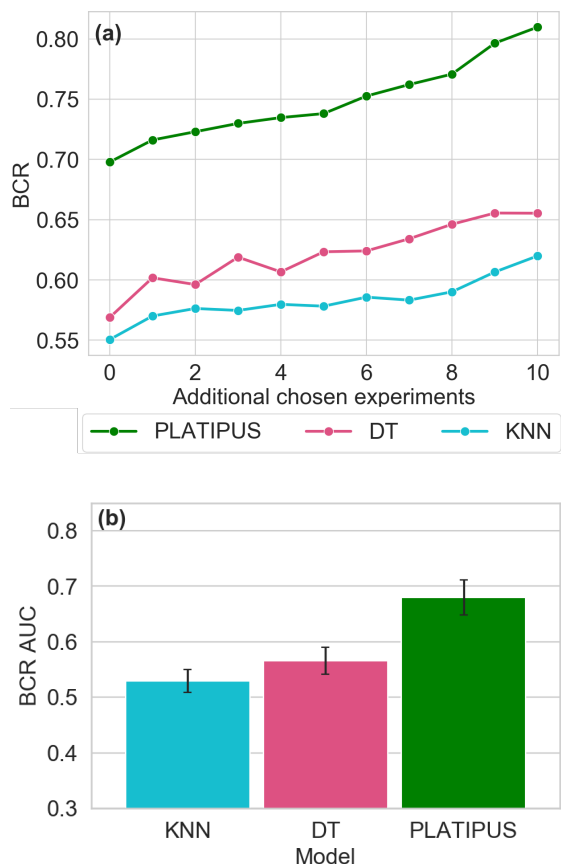 (a)
BCR
0.80
0.75
0.70
0.65
0.60
0.55
0 2 4 6 8 10
Additional chosen experiments
PLATIPUS DT KNN
(b)
BCR AUC
0.8
0.7
0.6
0.5
0.4
0.3
KNN DT PLATIPUS
Model